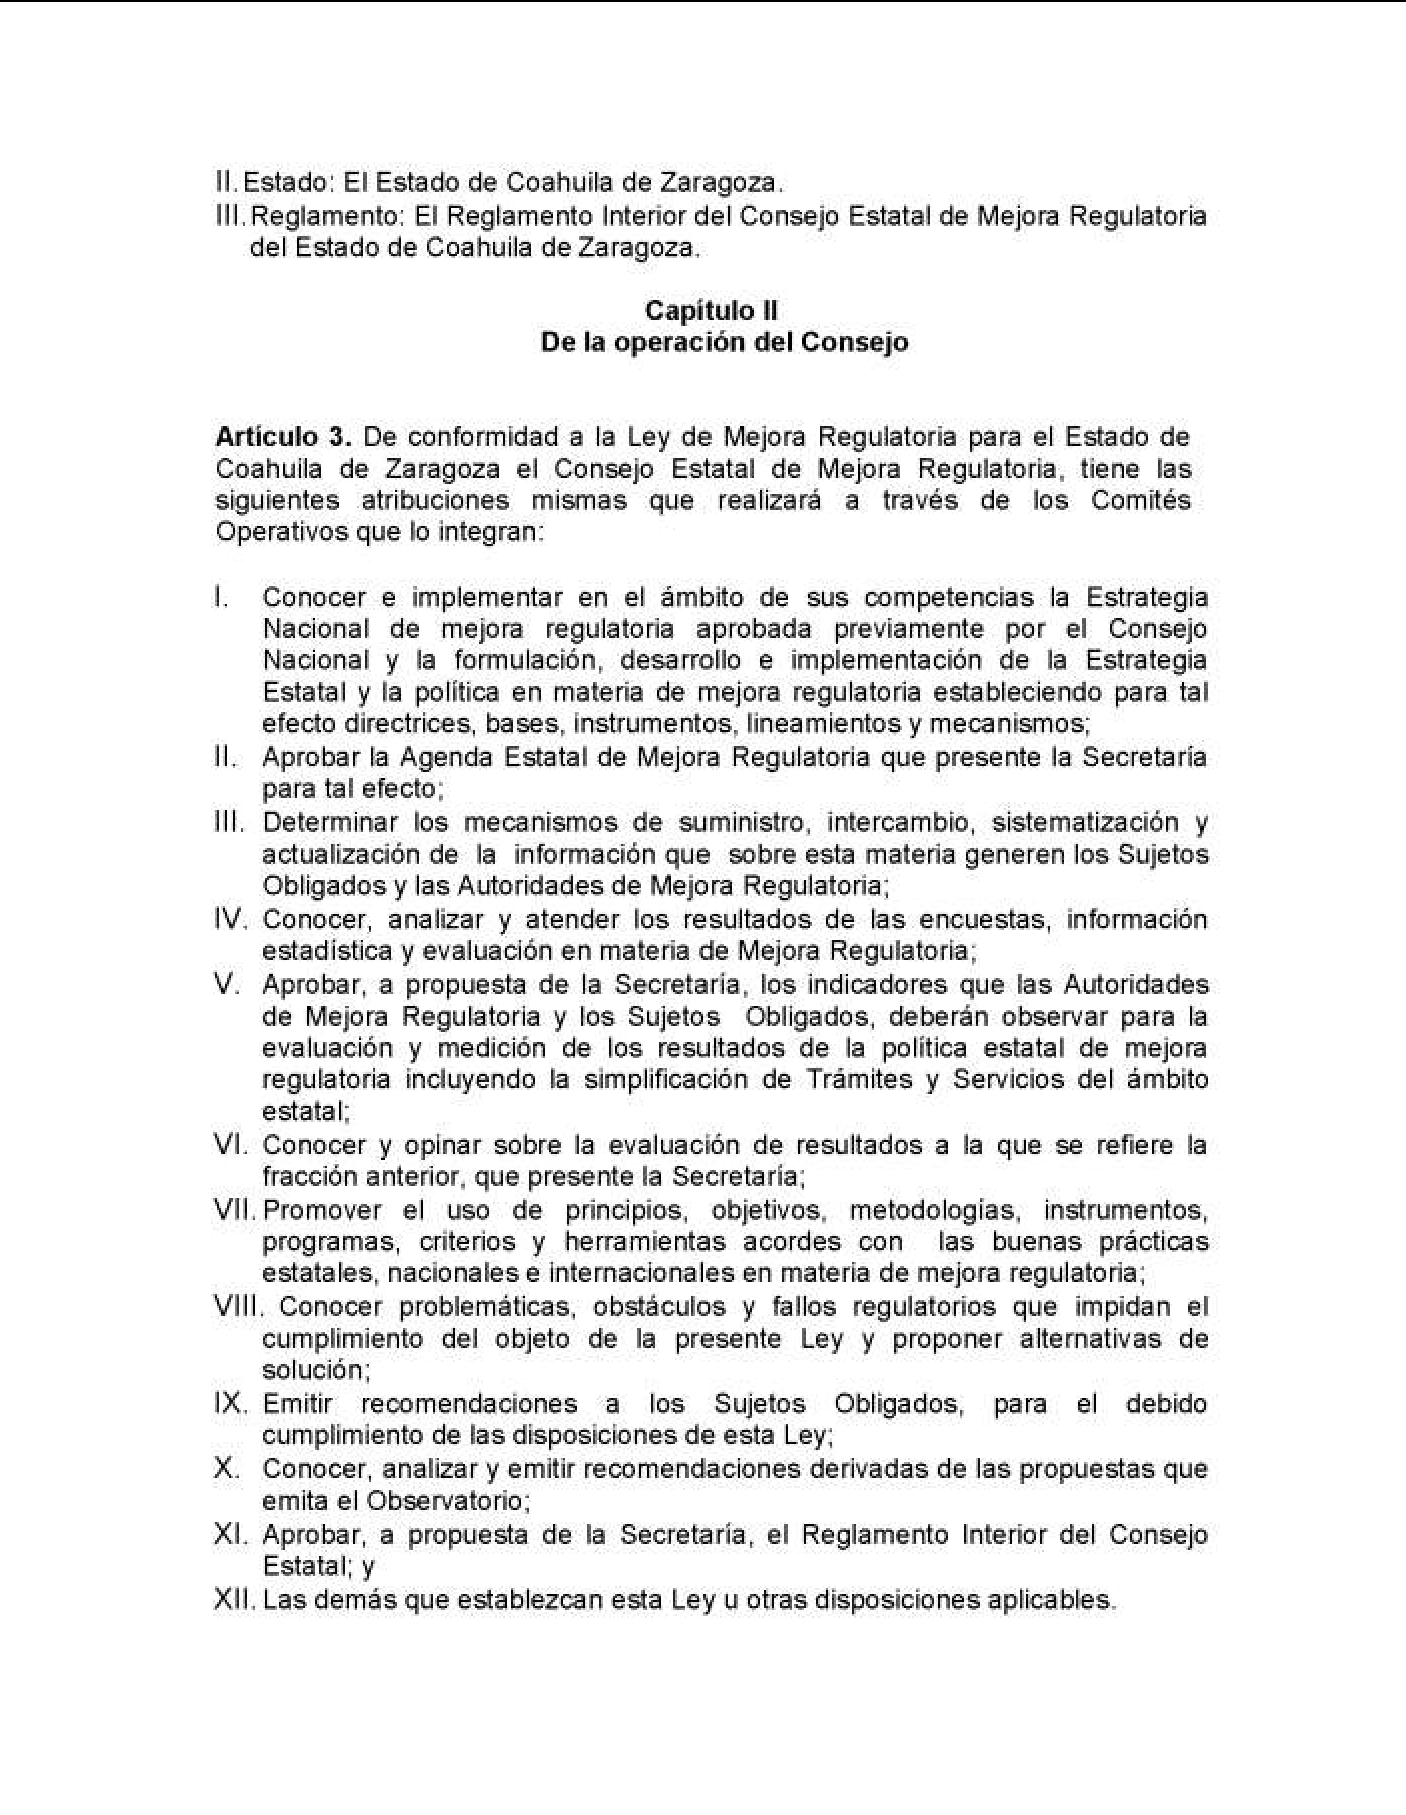 II. Estado: El Estado de Coahuila de Zaragoza.
III. Reglamento: El Reglamento Interior del Consejo Estatal de Mejora Regulatoria
del Estado de Coahuila de Zaragoza.
Capítulo II
De la operación del Consejo
Artículo 3. De conformidad a la Ley de Mejora Regulatoria para el Estado de
Coahuila de Zaragoza el Consejo Estatal de Mejora Regulatoria, tiene las
siguientes atribuciones mismas que realizará a través de los Comités
Operativos que lo integran:
I. Conocer e implementar en el ámbito de sus competencias la Estrategia
Nacional de mejora regulatoria aprobada previamente por el Consejo
Nacional y la formulación, desarrollo e implementación de la Estrategia
Estatal y la política en materia de mejora regulatoria estableciendo para tal
efecto directrices, bases, instrumentos, lineamientos y mecanismos;
II. Aprobar la Agenda Estatal de Mejora Regulatoria que presente la Secretaría
para tal efecto;
III. Determinar los mecanismos de suministro, intercambio, sistematización y
actualización de la información que sobre esta materia generen los Sujetos
Obligados y las Autoridades de Mejora Regulatoria;
IV. Conocer, analizar y atender los resultados de las encuestas, información
estadística y evaluación en materia de Mejora Regulatoria;
V. Aprobar, a propuesta de la Secretaría, los indicadores que las Autoridades
de Mejora Regulatoria y los Sujetos Obligados, deberán observar para la
evaluación y medición de los resultados de la política estatal de mejora
regulatoria incluyendo la simplificación de Trámites y Servicios del ámbito
estatal;
VI. Conocer y opinar sobre la evaluación de resultados a la que se refiere la
fracción anterior, que presente la Secretaría;
VII. Promover el uso de principios, objetivos, metodologías, instrumentos,
programas, criterios y herramientas acordes con las buenas prácticas
estatales, nacionales e internacionales en materia de mejora regulatoria;
VIII. Conocer problemáticas, obstáculos y fallos regulatorios que impidan el
cumplimiento del objeto de la presente Ley y proponer alternativas de
solución;
IX. Emitir recomendaciones a los Sujetos Obligados, para el debido
cumplimiento de las disposiciones de esta Ley;
X. Conocer, analizar y emitir recomendaciones derivadas de las propuestas que
emita el Observatorio;
XI. Aprobar, a propuesta de la Secretaría, el Reglamento Interior del Consejo
Estatal; y
XII. Las demás que establezcan esta Ley u otras disposiciones aplicables.